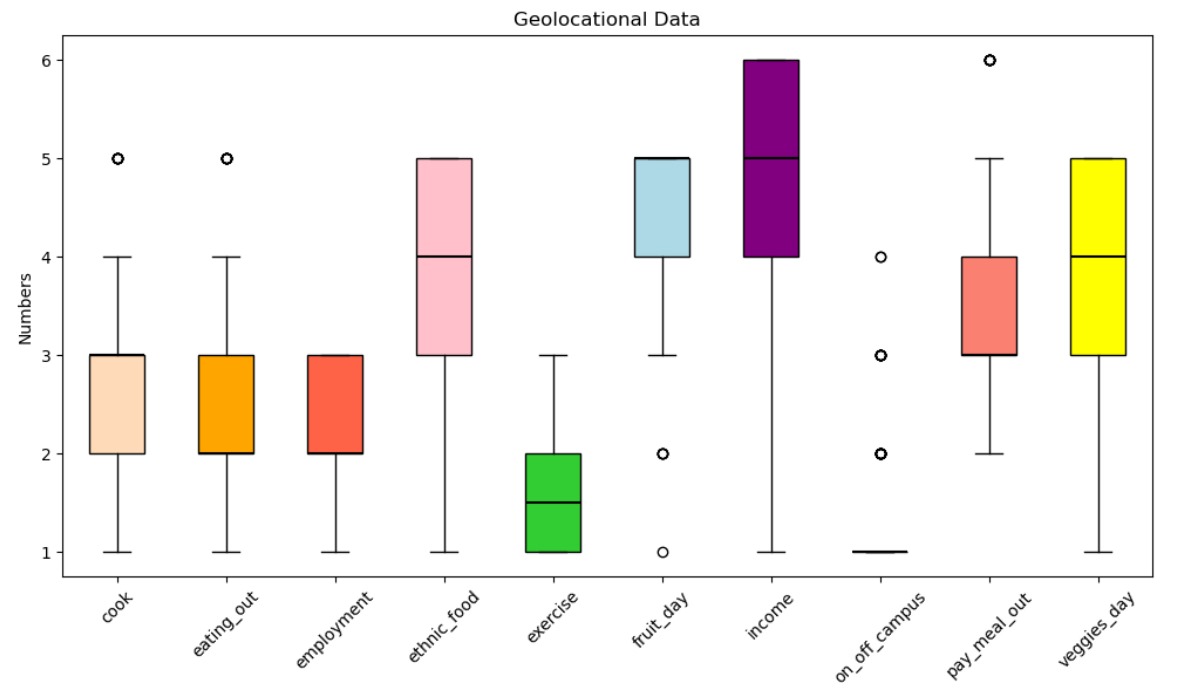 Geolocational Data
Numbers
6
5
4
3
2
1
cook
eating_out
employment
ethnic_food
exercise
fruit_day
income
on_off_campus
pay_meal_out
veggies_day